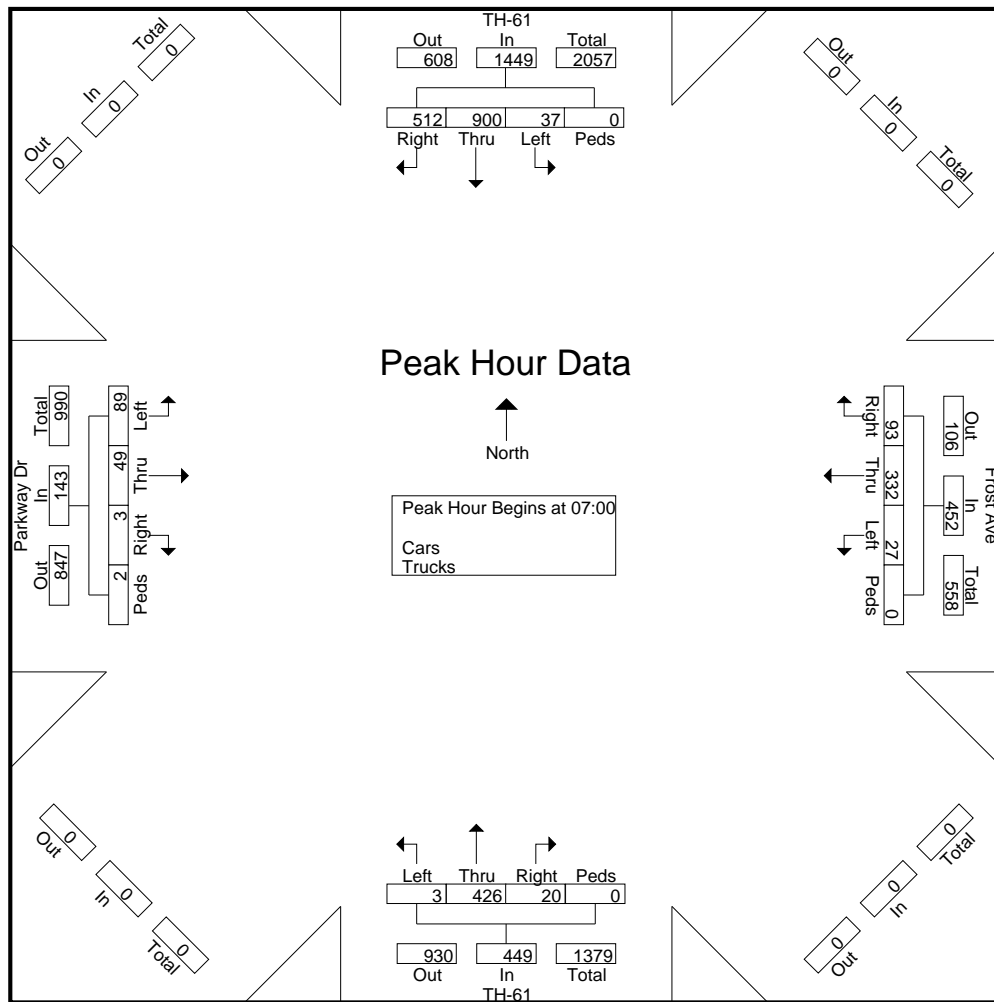 TH-61
Out In Total
608 1449 2057
512 900 37 0
Right Thru Left Peds
Total
0
In
0
Out
0
Out
0
In
0
Total
0
Peak Hour Data
North
Peak Hour Begins at 07:00
Cars
Trucks
Parkway Dr
Out In Total
847 143 990
89 49 3 2
Left Thru Right Peds
Right Thru Left Peds
93 332 27 0
Out In Total
106 452 558
Frost Ave
Left Thru Right Peds
3 426 20 0
930 449 1379
Out In Total
TH-61
0
Out
0
In
0
Total
0
Total
0
In
0
Out